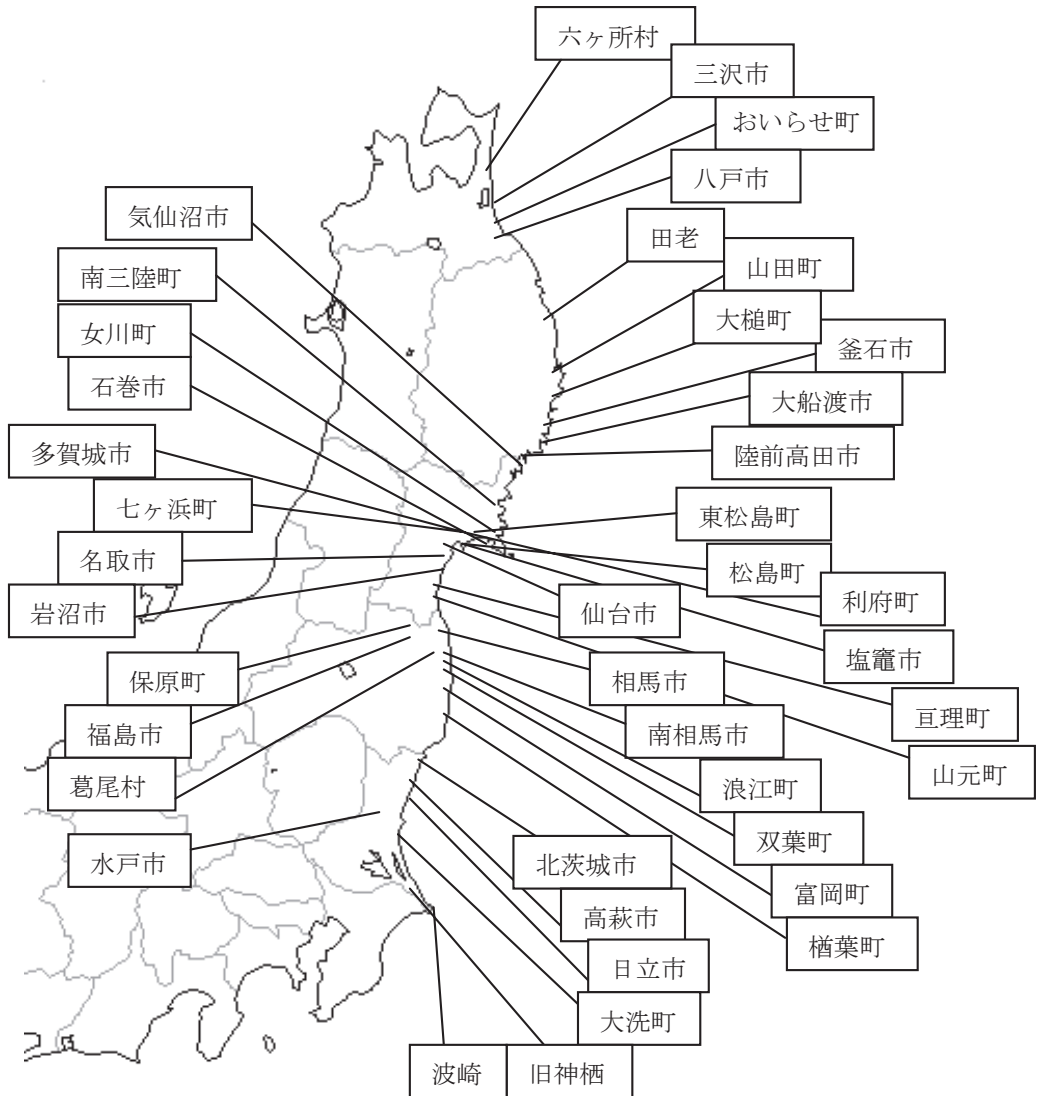 六ヶ所村
三沢市
おいらせ町
八戸市
気仙沼市
田老
南三陸町
山田町
女川町
大槌町
釜石市
石巻市
大船渡市
多賀城市
陸前高田市
七ヶ浜町
東松島町
名取市
松島町
利府町
岩沼市
仙台市
塩竈市
保原町
相馬市
亘理町
福島市
南相馬市
山元町
葛尾村
浪江町
双葉町
水戸市
北茨城市
富岡町
高萩市
楢葉町
日立市
大洗町
波崎
旧神栖